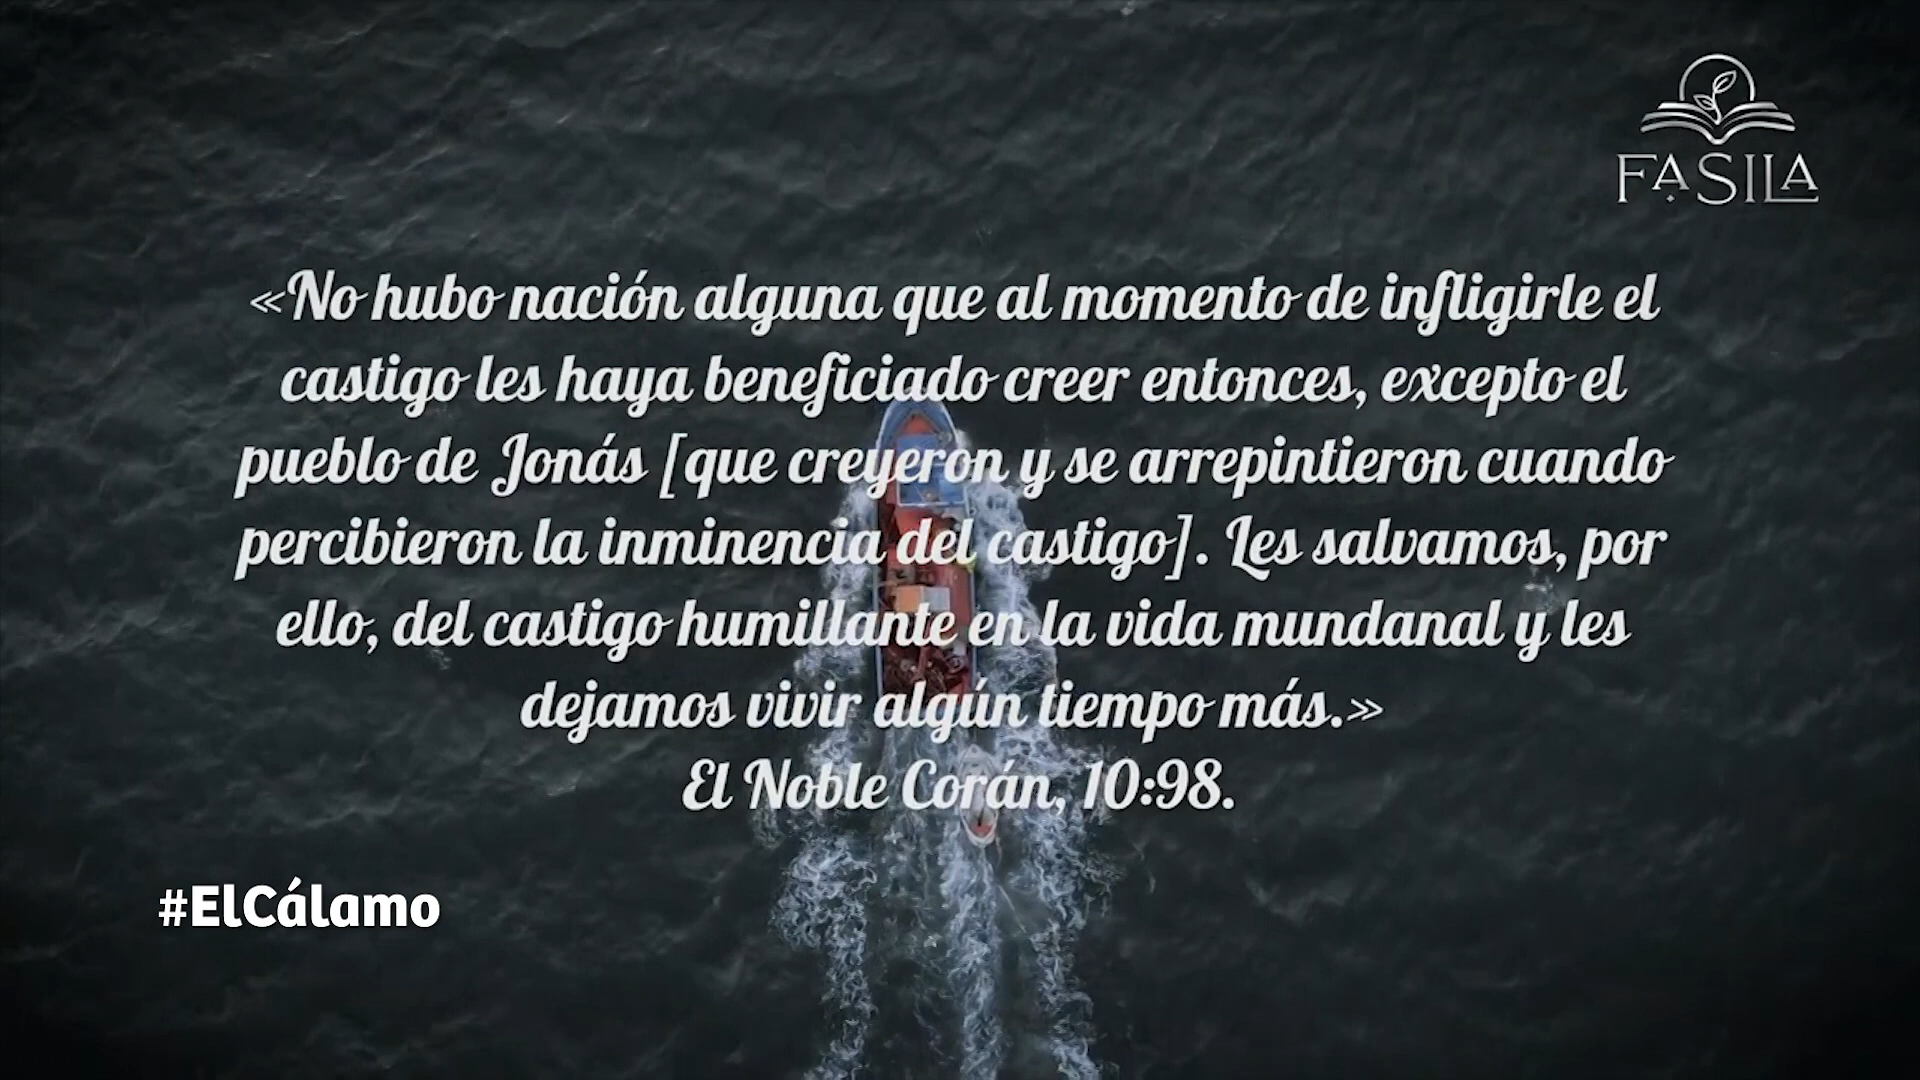 FASILA
«No hubo nación alguna que al momento de infligirle el
castigo les haya beneficiado creer entonces, excepto el
pueblo de Jonás [que creyeron y se arrepintieron cuando
percibieron la inminencia del castigo]. Les salvamos, por
ello, del castigo humillante en la vida mundanal y les
dejamos vivir algún tiempo más.»
El Noble Corán, 10:98.
#ElCálamo